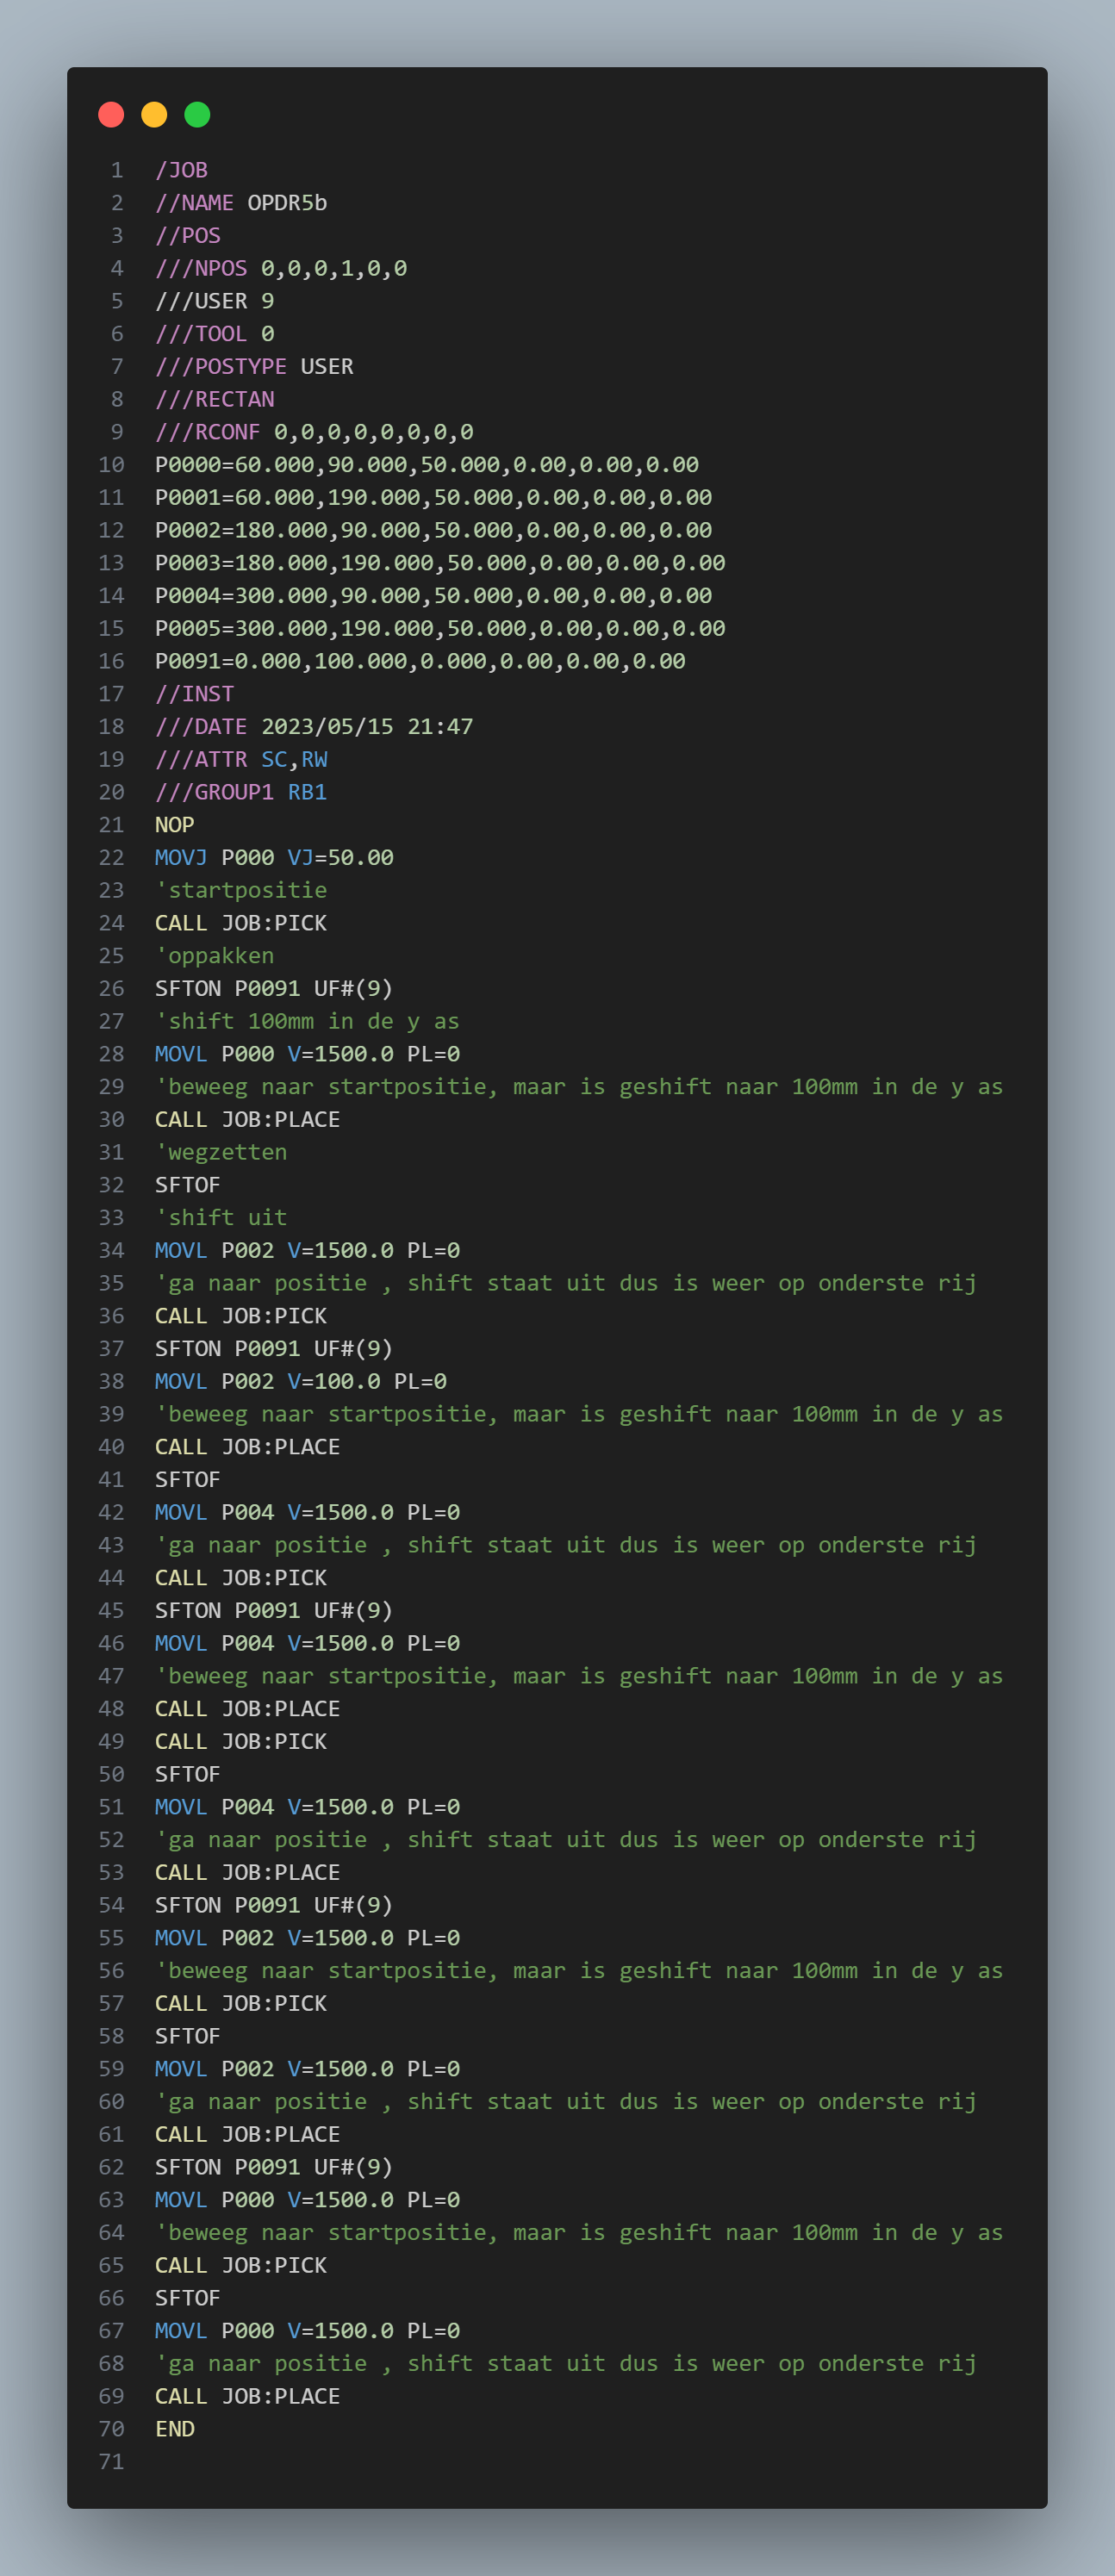 1 /JOB
2 //NAME OPDR5b
3 //POS
4 ///NPOS 0,0,0,1,0,0
5 ///USER 9
6 ///TOOL 0
7 ///POSTYPE USER
8 ///RECTAN
9 ///RCONF 0,0,0,0,0,0,0,0
10 P0000=60.000,90.000,50.000,0.00,0.00,0.00
11 P0001=60.000,190.000,50.000,0.00,0.00,0.00
12 P0002=180.000,90.000,50.000,0.00,0.00,0.00
13 P0003=180.000,190.000,50.000,0.00,0.00,0.00
14 P0004=300.000,90.000,50.000,0.00,0.00,0.00
15 P0005=300.000,190.000,50.000,0.00,0.00,0.00
16 P0091=0.000,100.000,0.000,0.00,0.00,0.00
17 //INST
18 ///DATE 2023/05/15 21:47
19 ///ATTR SC,RW
20 ///GROUP1 RB1
21 NOP
22 MOVJ P000 VJ=50.00
23 'startpositie
24 CALL JOB:PICK
25 'oppakken
26 SFTON P0091 UF#(9)
27 'shift 100mm in de y as
28 MOVL P000 V=1500.0 PL=0
29 'beweeg naar startpositie, maar is geshift naar 100mm in de y as
30 CALL JOB:PLACE
31 'wegzetten
32 SFTOF
33 'shift uit
34 MOVL P002 V=1500.0 PL=0
35 'ga naar positie , shift staat uit dus is weer op onderste rij
36 CALL JOB:PICK
37 SFTON P0091 UF#(9)
38 MOVL P002 V=100.0 PL=0
39 'beweeg naar startpositie, maar is geshift naar 100mm in de y as
40 CALL JOB:PLACE
41 SFTOF
42 MOVL P004 V=1500.0 PL=0
43 'ga naar positie , shift staat uit dus is weer op onderste rij
44 CALL JOB:PICK
45 SFTON P0091 UF#(9)
46 MOVL P004 V=1500.0 PL=0
47 'beweeg naar startpositie, maar is geshift naar 100mm in de y as
48 CALL JOB:PLACE
49 CALL JOB:PICK
50 SFTOF
51 MOVL P004 V=1500.0 PL=0
52 'ga naar positie , shift staat uit dus is weer op onderste rij
53 CALL JOB:PLACE
54 SFTON P0091 UF#(9)
55 MOVL P002 V=1500.0 PL=0
56 'beweeg naar startpositie, maar is geshift naar 100mm in de y as
57 CALL JOB:PICK
58 SFTOF
59 MOVL P002 V=1500.0 PL=0
60 'ga naar positie , shift staat uit dus is weer op onderste rij
61 CALL JOB:PLACE
62 SFTON P0091 UF#(9)
63 MOVL P000 V=1500.0 PL=0
64 'beweeg naar startpositie, maar is geshift naar 100mm in de y as
65 CALL JOB:PICK
66 SFTOF
67 MOVL P000 V=1500.0 PL=0
68 'ga naar positie , shift staat uit dus is weer op onderste rij
69 CALL JOB:PLACE
70 END
71